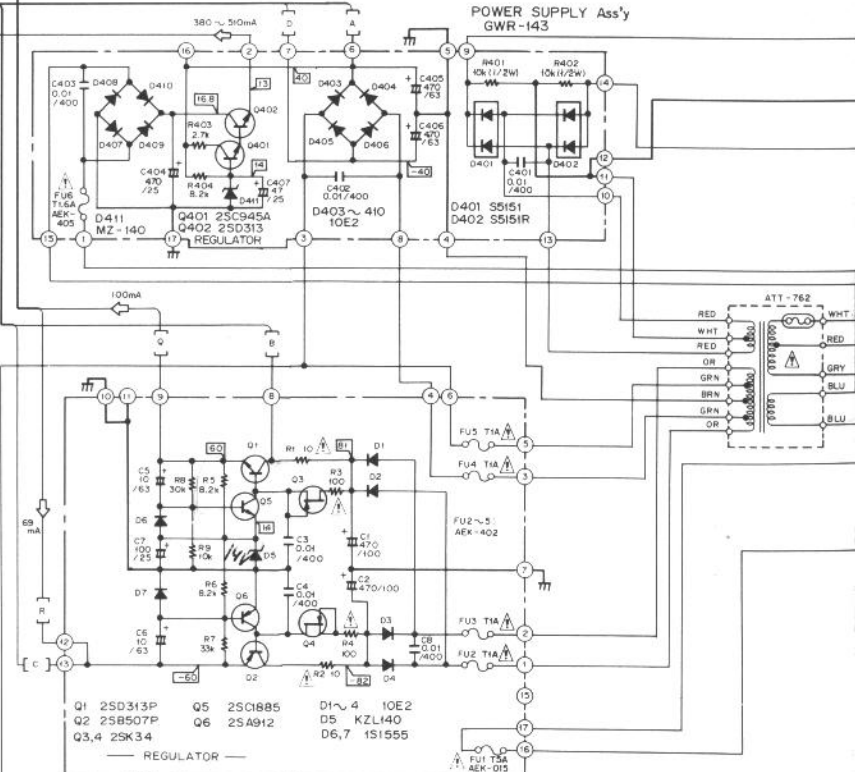 POWER SUPPLY Ass'y
GWR-143
380~510mA
D
A
16
2
7
6
5
9
R401
10k(1/2W)
R402
10k(1/2W)
14
C403
0.01
/400
D408
D410
13
40
D403
D404
C405
470
/63
16.8
Q402
R403
2.7k
D407
D409
Q401
D405
D406
C406
470
/63
D401
D402
12
C404
470
/25
14
-40
C401
0.01
/400
11
FU6
T1.6A
AEK-
405
R404
8.2k
D411
C407
47
/25
C402
0.01/400
10
D411
MZ-140
Q401 2SC945A
Q402 2SD313
REGULATOR
D403~410
10E2
D401 S5151
D402 S5151R
15
1
17
3
8
4
13
100mA
ATT-762
RED
WHT
RED
OR
GRN
BRN
GRN
OR
WHT
RED
GRY
BLU
BLU
Q
B
10
11
9
8
4
6
60
Q1
R1 10
81
D1
FU5 T1A
5
C5
10
/63
R8
30k
R5
8.2k
Q3
R3
100
D2
FU4 T1A
3
Q5
69
mA
D6
16
FU2~5
AEK-402
C7
100
/25
R9
10k
14V
D5
C3
0.01
/400
C1
470
/100
7
D7
R6
8.2k
C4
0.01
/400
C2
470/100
R
Q6
C6
10
/63
R7
33k
Q4
R4
100
D3
C8
0.01
/400
FU3 T1A
2
12
C
13
-60
Q2
R2 10
-82
D4
FU2 T1A
1
15
Q1 2SD313P
Q2 2SB507P
Q3,4 2SK34
Q5 2SC1885
Q6 2SA912
D1~4 10E2
D5 KZL140
D6,7 1S1555
17
REGULATOR
FU1 T5A
AEK-015
16